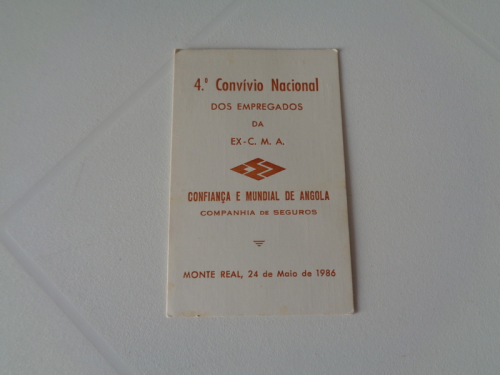 4.ª Convívio Nacional
DOS EMPREGADOS
DA
EX-C. M. A.
CONFIANÇA E MUNDIAL DE ANGOLA
COMPANHIA DE SEGUROS
MONTE REAL, 24 de Maio de 1986